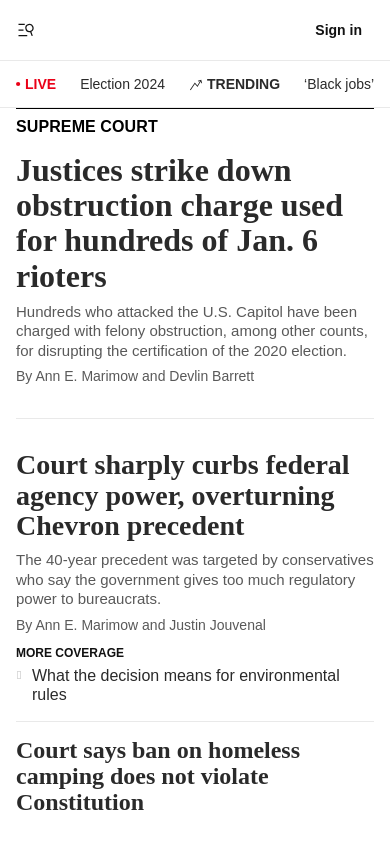 Sign in
• LIVE
Election 2024
TRENDING
‘Black jobs’
SUPREME COURT
Justices strike down
obstruction charge used
for hundreds of Jan. 6
rioters
Hundreds who attacked the U.S. Capitol have been
charged with felony obstruction, among other counts,
for disrupting the certification of the 2020 election.
By Ann E. Marimow and Devlin Barrett
Court sharply curbs federal
agency power, overturning
Chevron precedent
The 40-year precedent was targeted by conservatives
who say the government gives too much regulatory
power to bureaucrats.
By Ann E. Marimow and Justin Jouvenal
MORE COVERAGE
What the decision means for environmental
rules
Court says ban on homeless
camping does not violate
Constitution